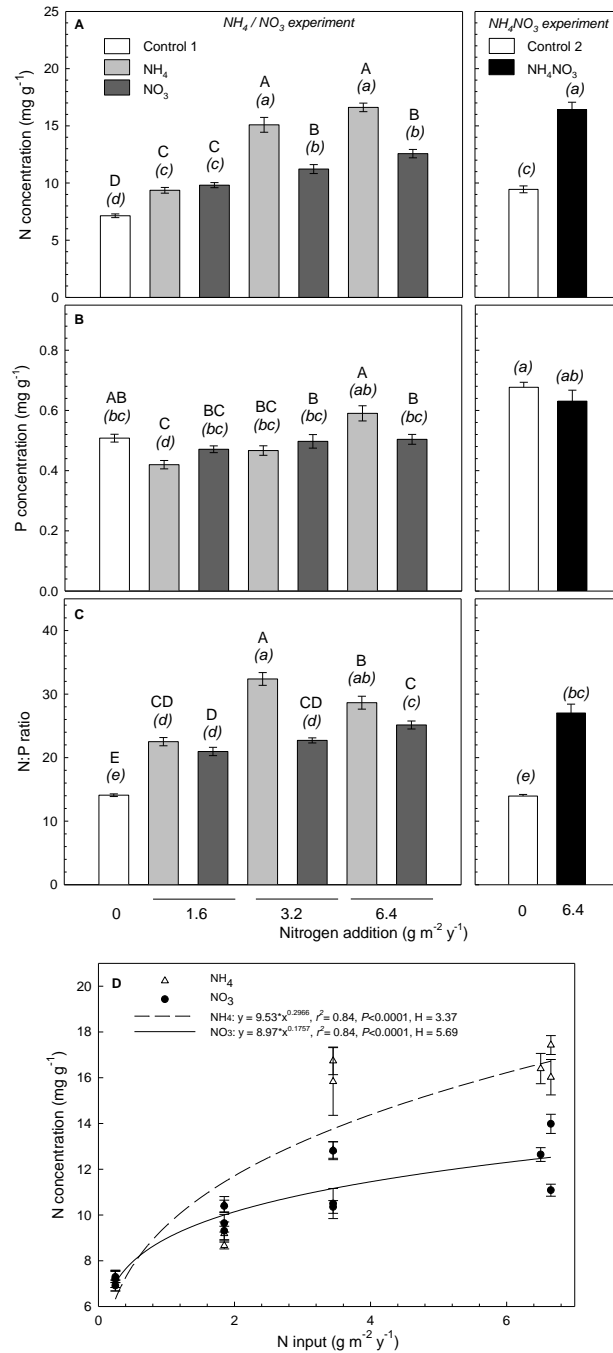 A
NH4 / NO3 experiment
NH4NO3 experiment
Control 1
NH4
NO3
Control 2
NH4NO3
N concentration (mg g-1)
25
20
15
10
5
0
D
(d)
C
(c)
C
(c)
A
(a)
B
(b)
A
(a)
B
(b)
(c)
(a)
B
P concentration (mg g-1)
0.8
0.6
0.4
0.2
0.0
AB
(bc)
C
(d)
BC
(bc)
BC
(bc)
B
(bc)
A
(ab)
B
(bc)
(a)
(ab)
C
N:P ratio
40
30
20
10
0
E
(e)
CD
(d)
D
(d)
A
(a)
CD
(d)
B
(ab)
C
(c)
(e)
(bc)
0 1.6 3.2 6.4 0 6.4
Nitrogen addition (g m-2 y-1)
D
NH4
NO3
NH4: y = 9.53*x0.2966, r2 = 0.84, P<0.0001, H = 3.37
NO3: y = 8.97*x0.1757, r2 = 0.84, P<0.0001, H = 5.69
N concentration (mg g-1)
20
18
16
14
12
10
8
6
0 2 4 6
N input (g m-2 y-1)